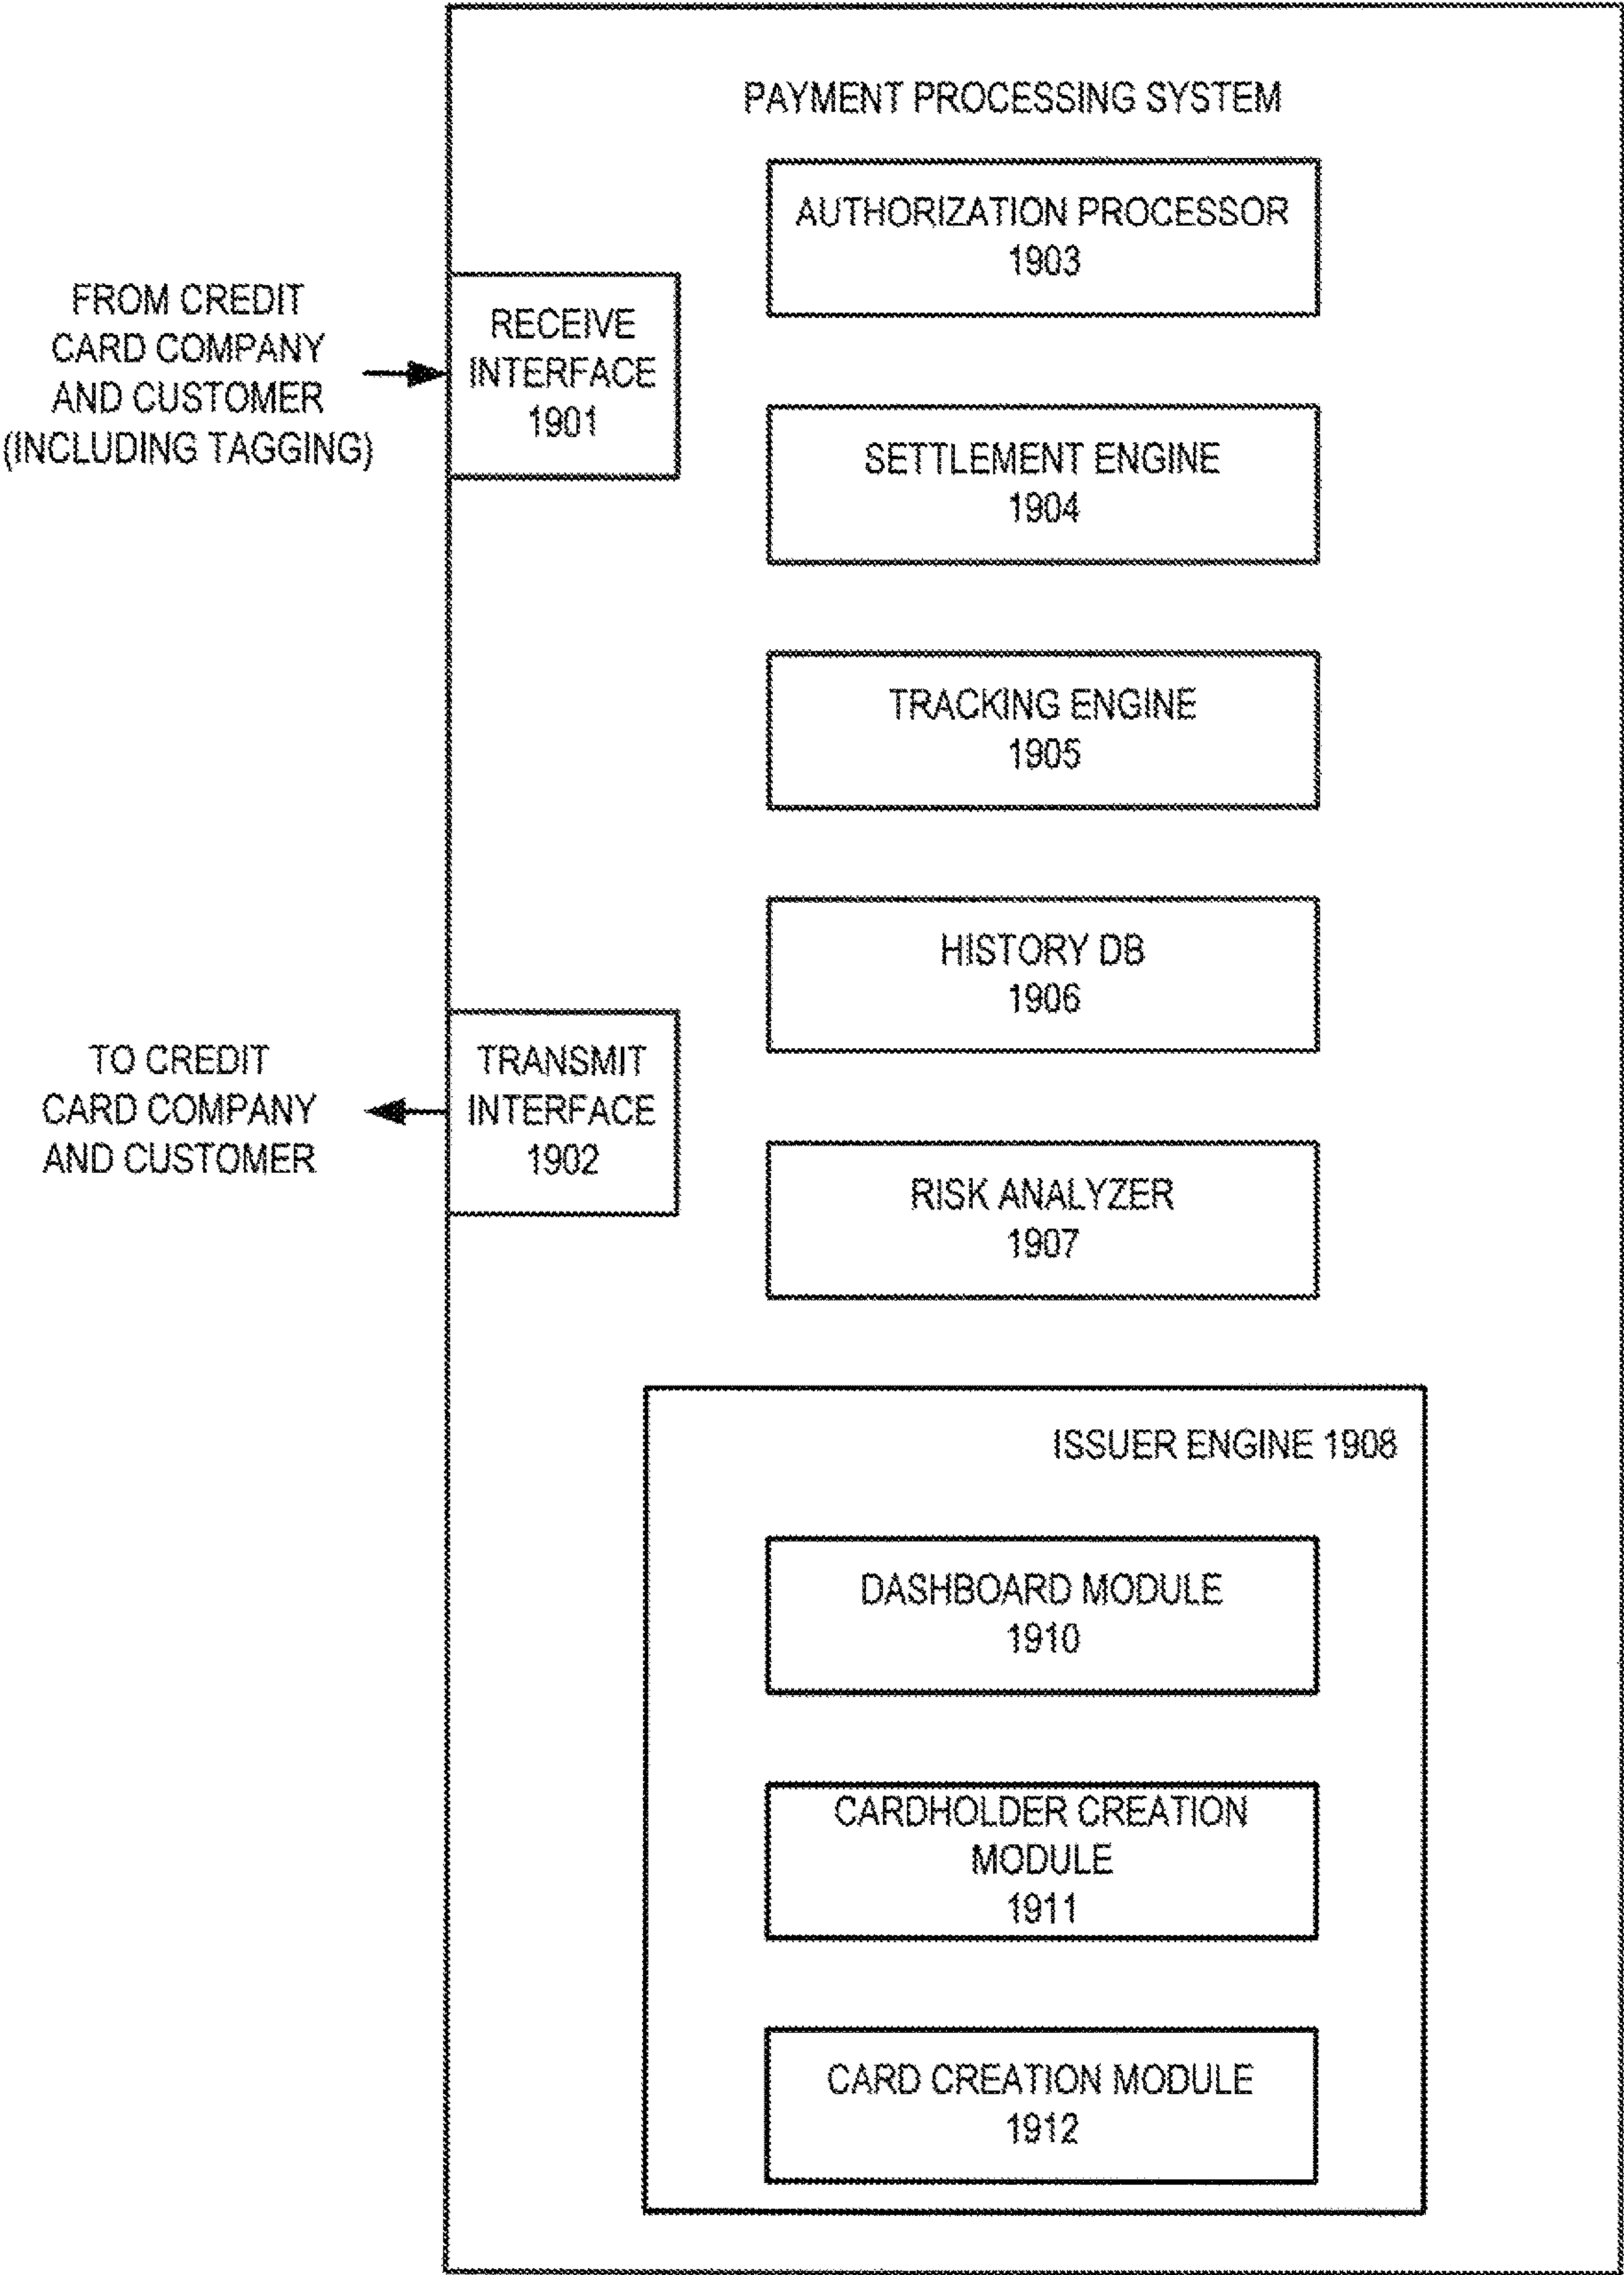 PAYMENT PROCESSING SYSTEM
AUTHORIZATION PROCESSOR
1903
FROM CREDIT
CARD COMPANY
AND CUSTOMER
(INCLUDING TAGGING)
RECEIVE
INTERFACE
1901
SETTLEMENT ENGINE
1904
TRACKING ENGINE
1905
HISTORY DB
1906
TO CREDIT
CARD COMPANY
AND CUSTOMER
TRANSMIT
INTERFACE
1902
RISK ANALYZER
1907
ISSUER ENGINE 1908
DASHBOARD MODULE
1910
CARDHOLDER CREATION
MODULE
1911
CARD CREATION MODULE
1912